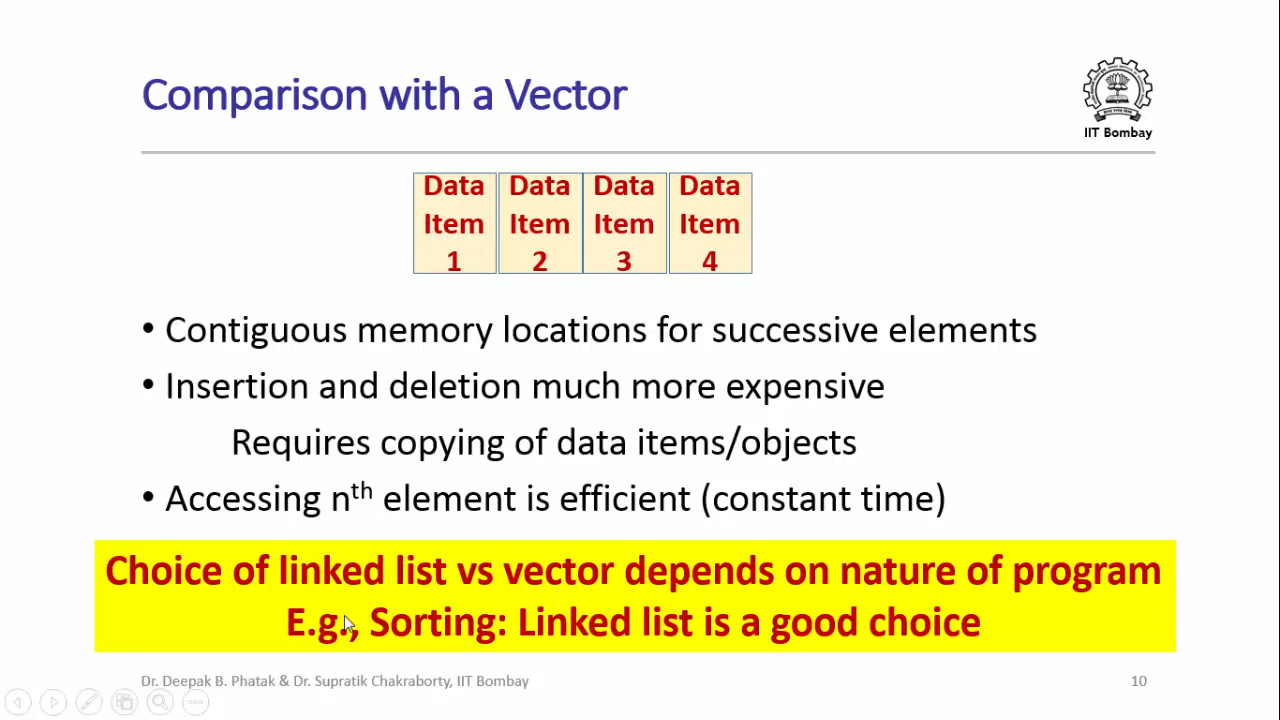 Comparison with a Vector
IIT Bombay
Data Item 1
Data Item 2
Data Item 3
Data Item 4
• Contiguous memory locations for successive elements
• Insertion and deletion much more expensive
Requires copying of data items/objects
• Accessing nth element is efficient (constant time)
Choice of linked list vs vector depends on nature of program
E.g., Sorting: Linked list is a good choice
Dr. Deepak B. Phatak & Dr. Supratik Chakraborty, IIT Bombay
10